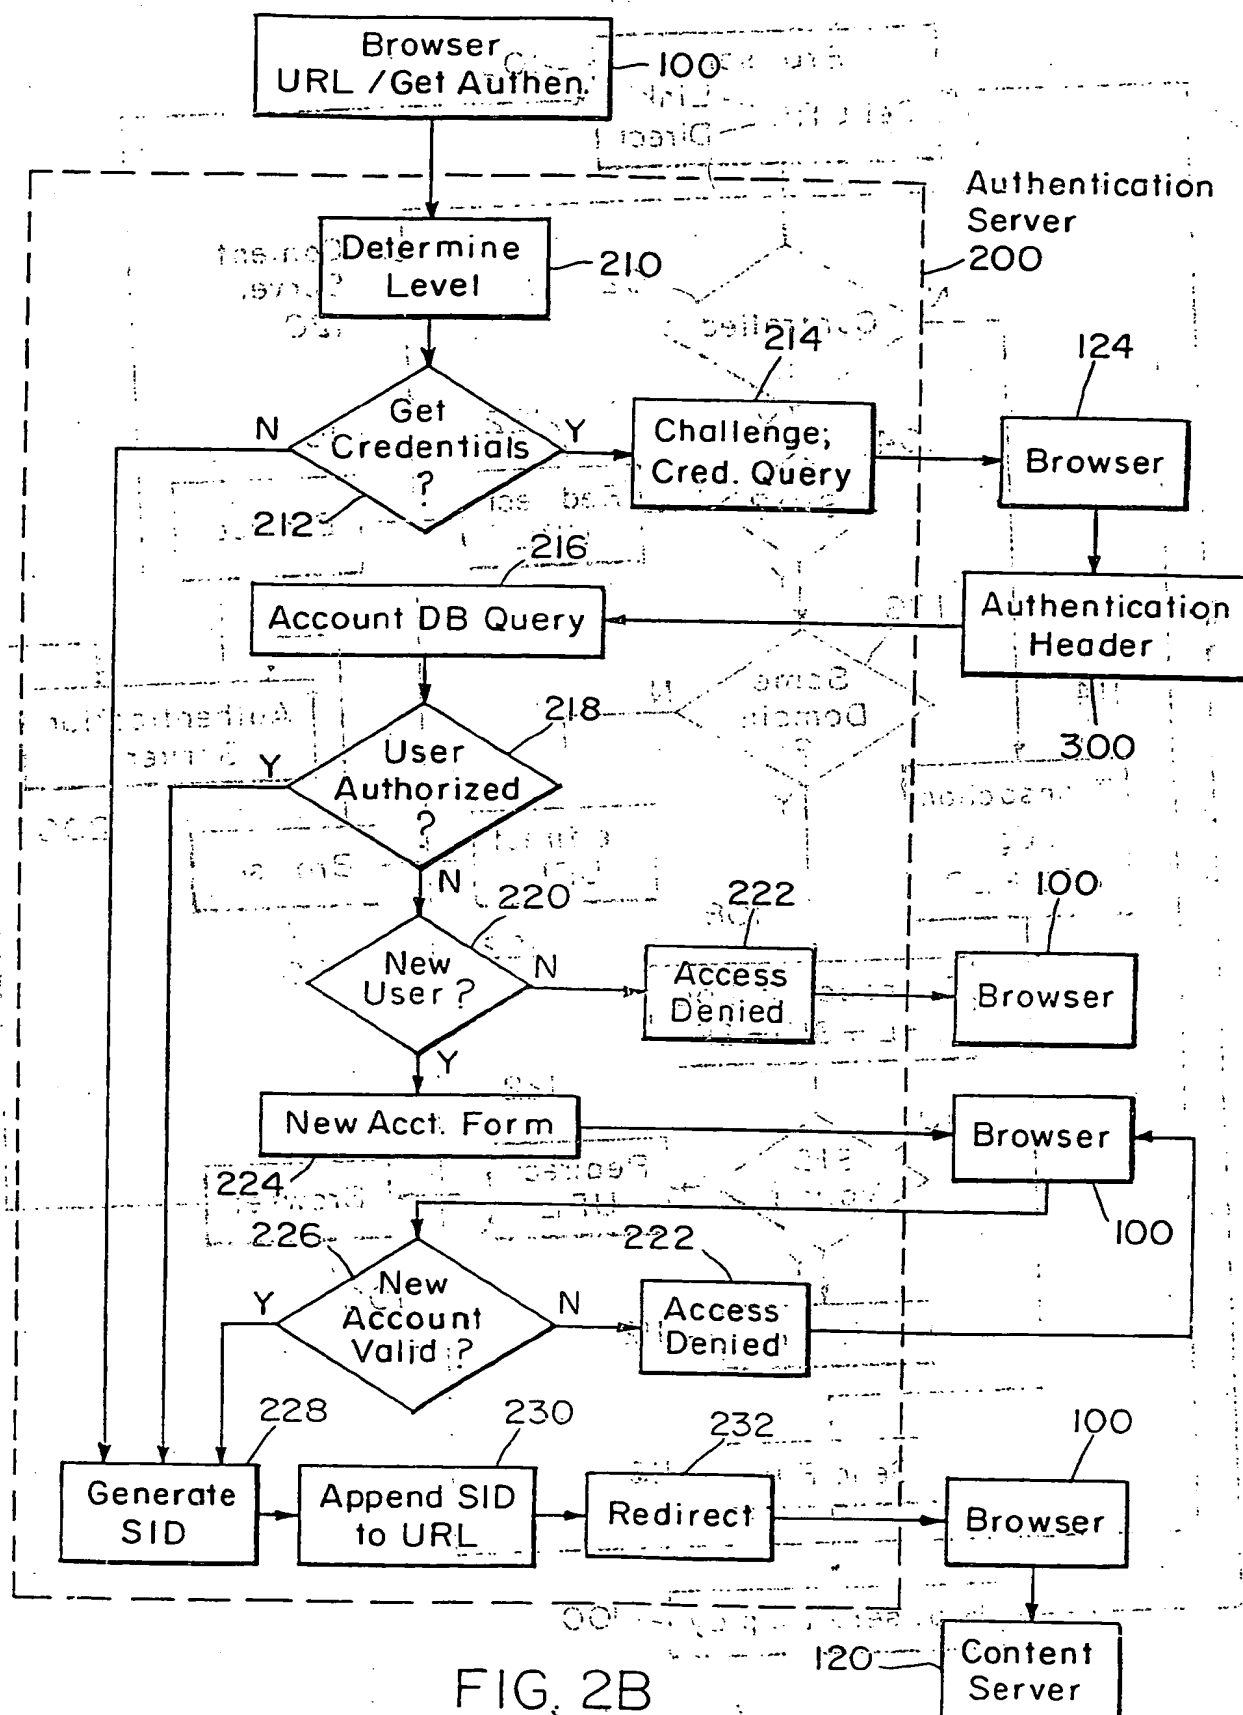 Browser
URL / Get Authen.
100
Authentication
Server
200
Determine
Level
210
214
124
N
Get
Credentials
?
Y
212
Challenge;
Cred. Query
Browser
216
Account DB Query
Authentication
Header
300
218
Y
User
Authorized
?
N
220
222
100
New
User ?
N
Access
Denied
Browser
Y
New Acct. Form
Browser
224
100
226
222
Y
New
Account
Valid ?
N
Access
Denied
228
230
232
100
Generate
SID
Append SID
to URL
Redirect
Browser
120
Content
Server
FIG. 2B